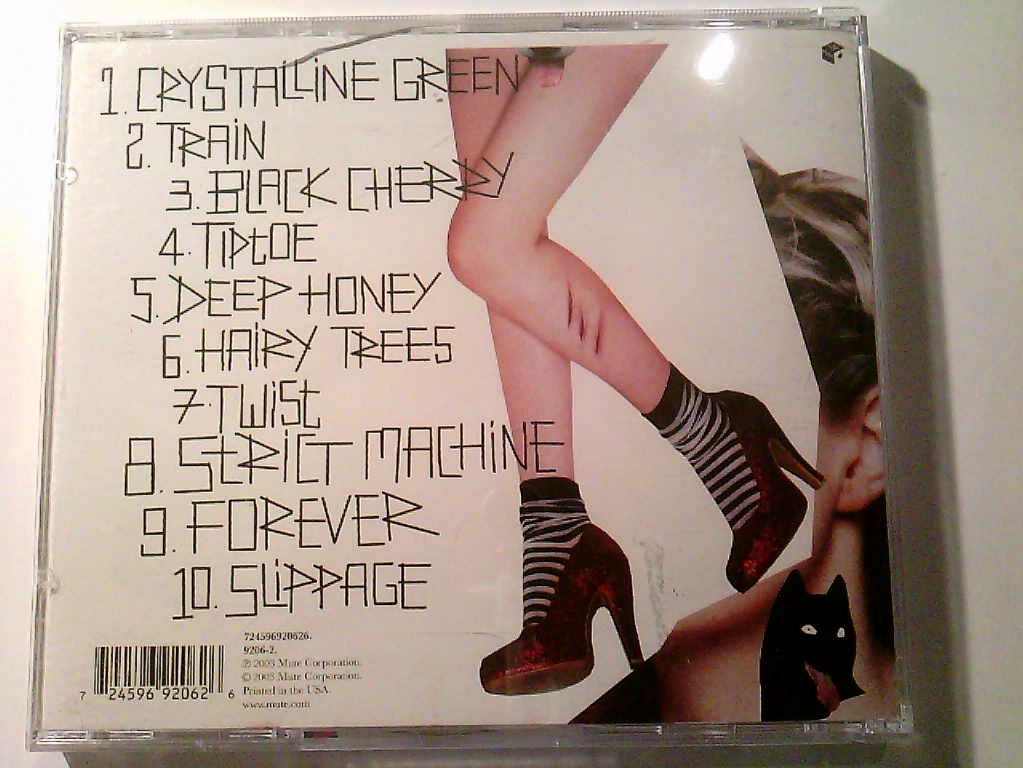 1. CRYSTALLINE GREEN
2. TRAIN
3. BLACK CHERRY
4. TIPTOE
5. DEEP HONEY
6. HAIRY TREES
7. TWIST
8. STRICT MACHINE
9. FOREVER
10. SLIPPAGE
724596920626.
9206-2.
℗ 2003 Mute Corporation.
© 2003 Mute Corporation.
Printed in the USA.
www.mute.com
7 24596 92062 6